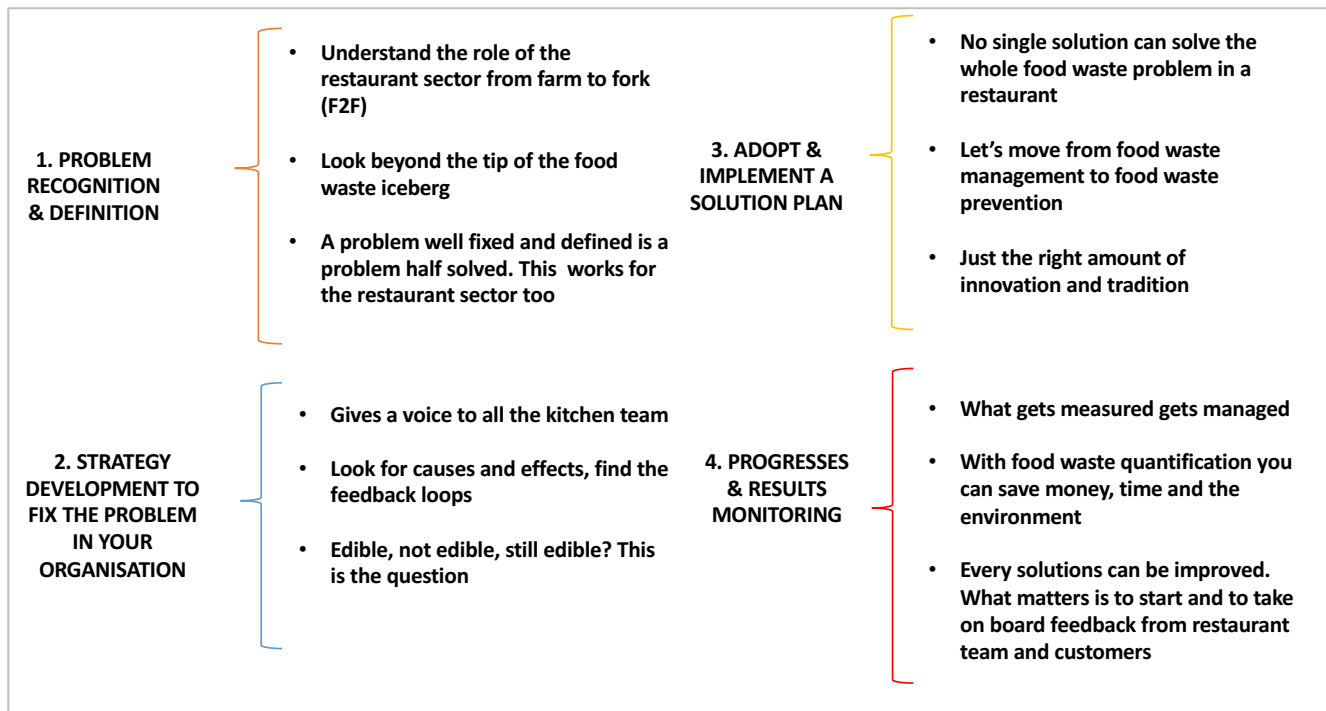 1. PROBLEM
RECOGNITION
& DEFINITION
• Understand the role of the
restaurant sector from farm to fork
(F2F)
• Look beyond the tip of the food
waste iceberg
• A problem well fixed and defined is a
problem half solved. This  works for
the restaurant sector too
2. STRATEGY
DEVELOPMENT TO
FIX THE PROBLEM
IN YOUR
ORGANISATION
• Gives a voice to all the kitchen team
• Look for causes and effects, find the
feedback loops
• Edible, not edible, still edible? This
is the question
3. ADOPT &
IMPLEMENT A
SOLUTION PLAN
• No single solution can solve the
whole food waste problem in a
restaurant
• Let’s move from food waste
management to food waste
prevention
• Just the right amount of
innovation and tradition
4. PROGRESSES
& RESULTS
MONITORING
• What gets measured gets managed
• With food waste quantification you
can save money, time and the
environment
• Every solutions can be improved.
What matters is to start and to take
on board feedback from restaurant
team and customers